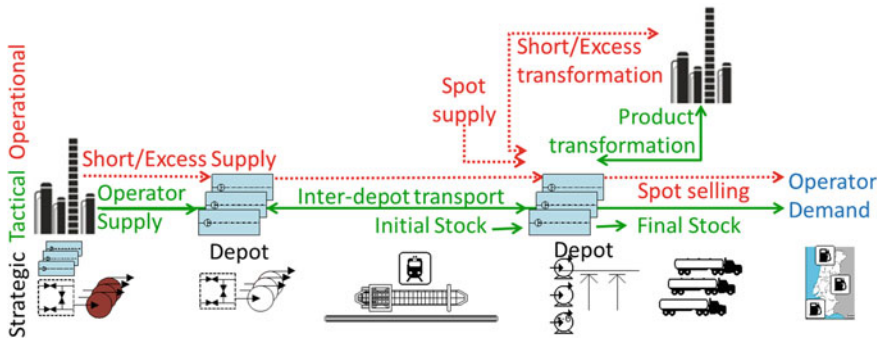 Strategic Tactical Operational
Short/Excess
transformation
Spot
supply
Product
transformation
Short/Excess Supply
Operator
Supply
Inter-depot transport
Spot selling
Operator
Demand
Initial Stock
Final Stock
Depot
Depot